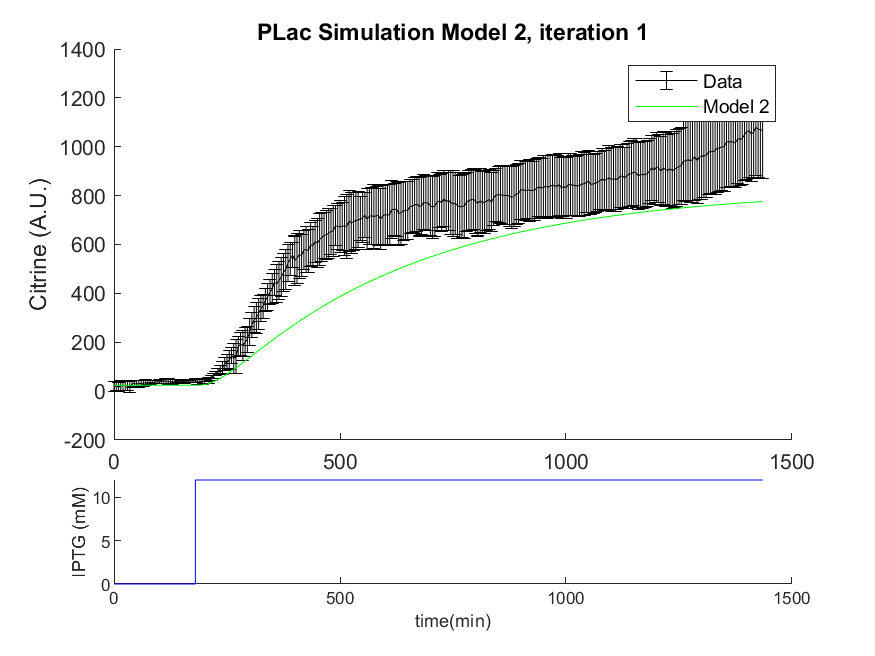 PLac Simulation Model 2, iteration 1
1400
1200
1000
800
600
400
200
0
-200
Citrine (A.U.)
Data
Model 2
0 500 1000 1500
10
5
0
IPTG (mM)
0 500 1000 1500
time(min)